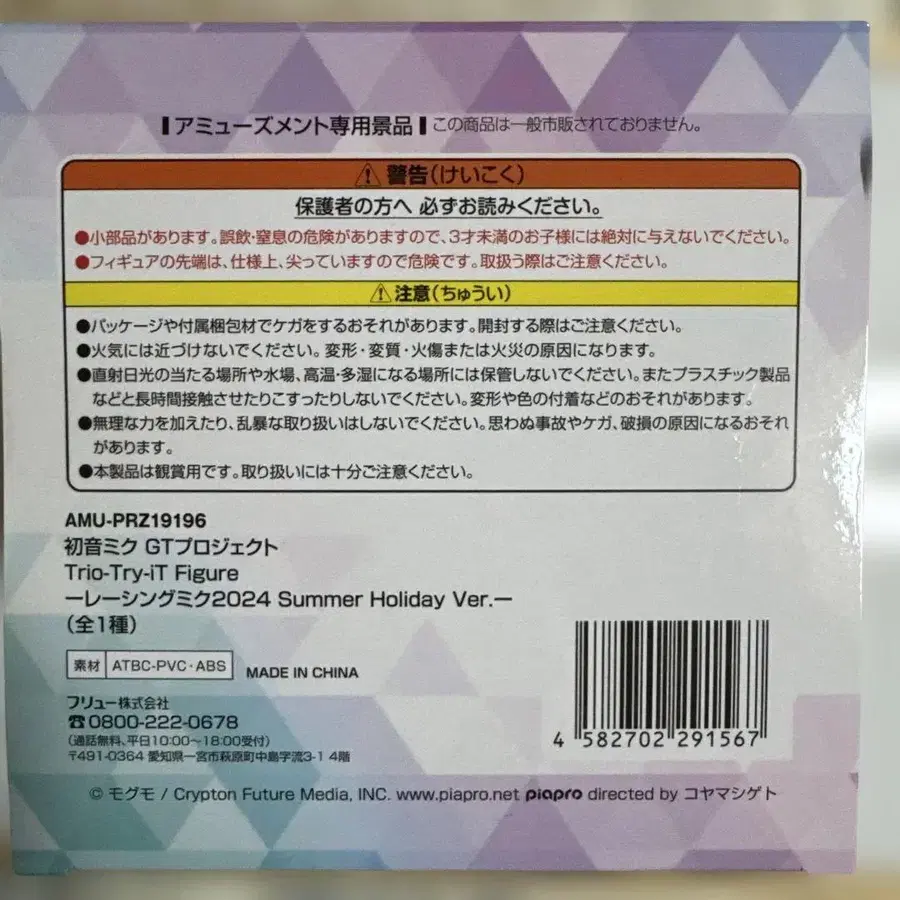 アミューズメント専用景品 この商品は一般市販されておりません。
警告(けいこく)
保護者の方へ 必ずお読みください。
●小部品があります。誤飲・窒息の危険がありますので、3才未満のお子様には絶対に与えないでください。
●フィギュアの先端は、仕様上、尖っていますので危険です。取扱う際はご注意ください。
注意(ちゅうい)
●パッケージや付属梱包材でケガをするおそれがあります。開封する際はご注意ください。
●火気には近づけないでください。変形・変質・火傷または火災の原因になります。
●直射日光の当たる場所や水場、高温・多湿になる場所には保管しないでください。またプラスチック製品
などと長時間接触させたりこすったりしないでください。変形や色の付着などのおそれがあります。
●無理な力を加えたり、乱暴な取り扱いはしないでください。思わぬ事故やケガ、破損の原因になるおそれ
があります。
●本製品は観賞用です。取り扱いには十分ご注意ください。
AMU-PRZ19196
初音ミク GTプロジェクト
Trio-Try-iT Figure
ーレーシングミク2024 Summer Holiday Ver.ー
(全1種)
素材 ATBC-PVC・ABS MADE IN CHINA
フリュー株式会社
☎0800-222-0678
(通話無料、平日10:00～18:00受付)
〒491-0364 愛知県一宮市萩原町中島字流3-1 4階
4 582702 291567
© モグモ / Crypton Future Media, INC. www.piapro.net piapro directed by コヤマシゲト